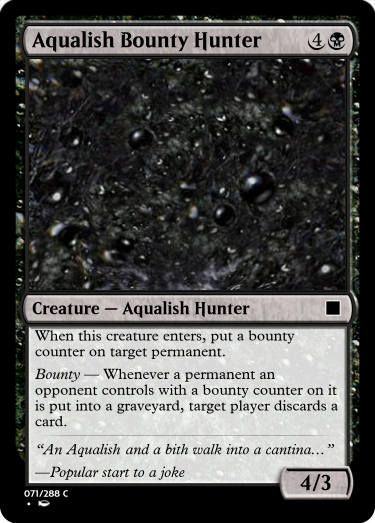 Aqualish Bounty Hunter 4
Creature — Aqualish Hunter
When this creature enters, put a bounty
counter on target permanent.
Bounty — Whenever a permanent an
opponent controls with a bounty counter on it
is put into a graveyard, target player discards a
card.
“An Aqualish and a bith walk into a cantina...”
—Popular start to a joke
4/3
071/288 C